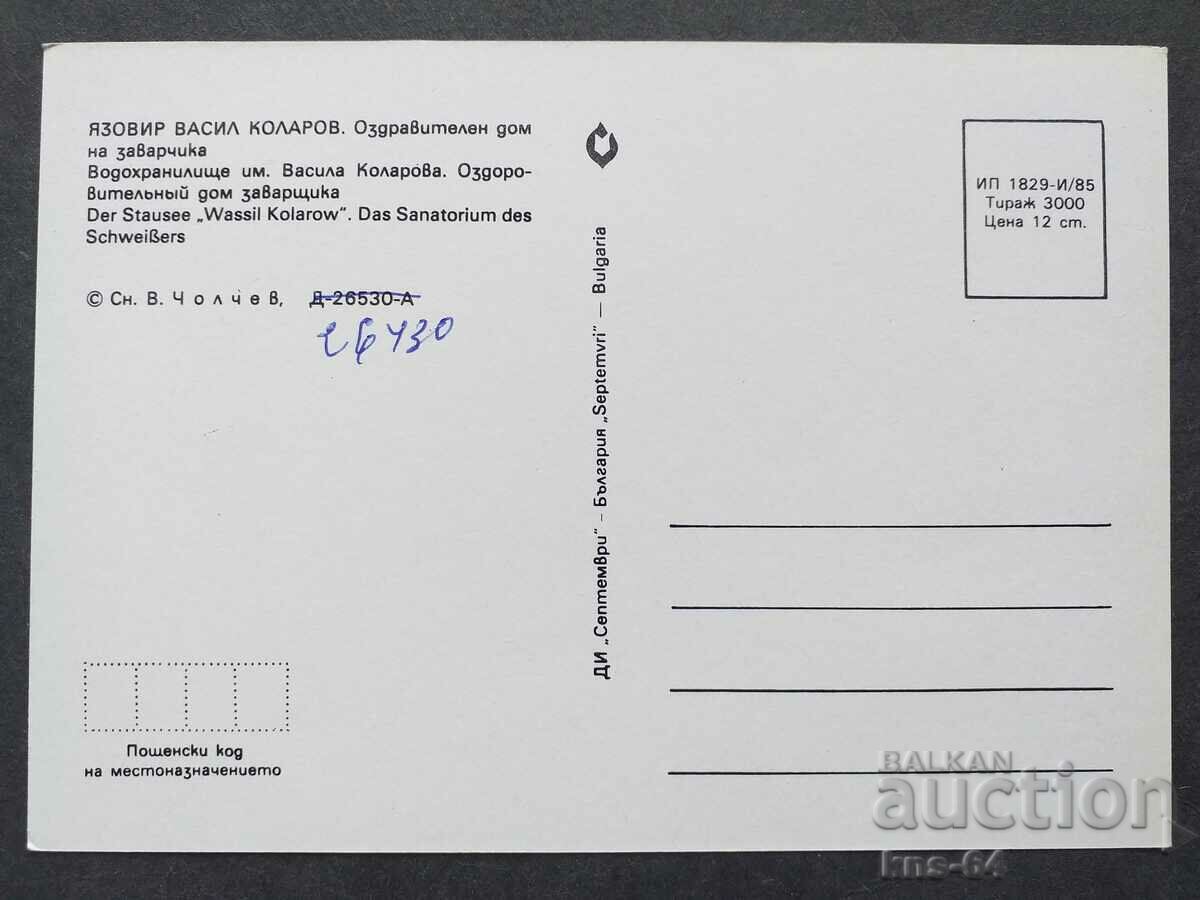 ЯЗОВИР ВАСИЛ КОЛАРОВ. Оздравителен дом
на заварчика
Водохранилище им. Васила Коларова. Оздоро-
вительный дом заварщика
Der Stausee „Wassil Kolarow“. Das Sanatorium des
Schweißers
© Сн. В. Чолчев, Д-26530-А
26430
Пощенски код
на местоназначението
ДИ „Септември“ – България „Septemvri“ – Bulgaria
ИП 1829-И/85
Тираж 3000
Цена 12 ст.
BALKAN
auction
kns-64